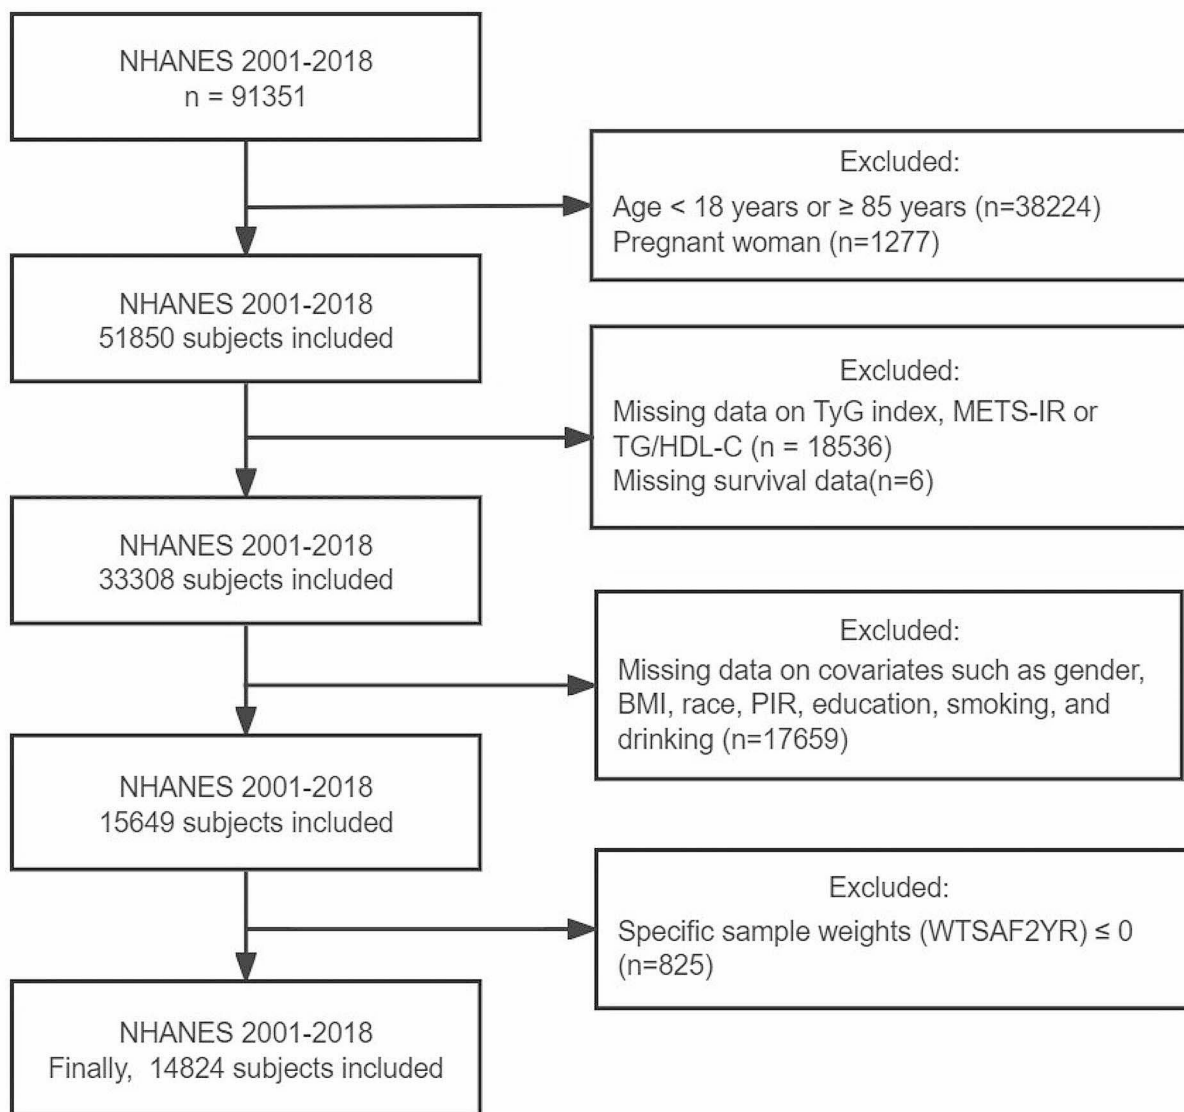 NHANES 2001-2018
n = 91351
Excluded:
Age < 18 years or ≥ 85 years (n=38224)
Pregnant woman (n=1277)
NHANES 2001-2018
51850 subjects included
Excluded:
Missing data on TyG index, METS-IR or
TG/HDL-C (n = 18536)
Missing survival data(n=6)
NHANES 2001-2018
33308 subjects included
Excluded:
Missing data on covariates such as gender,
BMI, race, PIR, education, smoking, and
drinking (n=17659)
NHANES 2001-2018
15649 subjects included
Excluded:
Specific sample weights (WTSAF2YR) ≤ 0
(n=825)
NHANES 2001-2018
Finally, 14824 subjects included